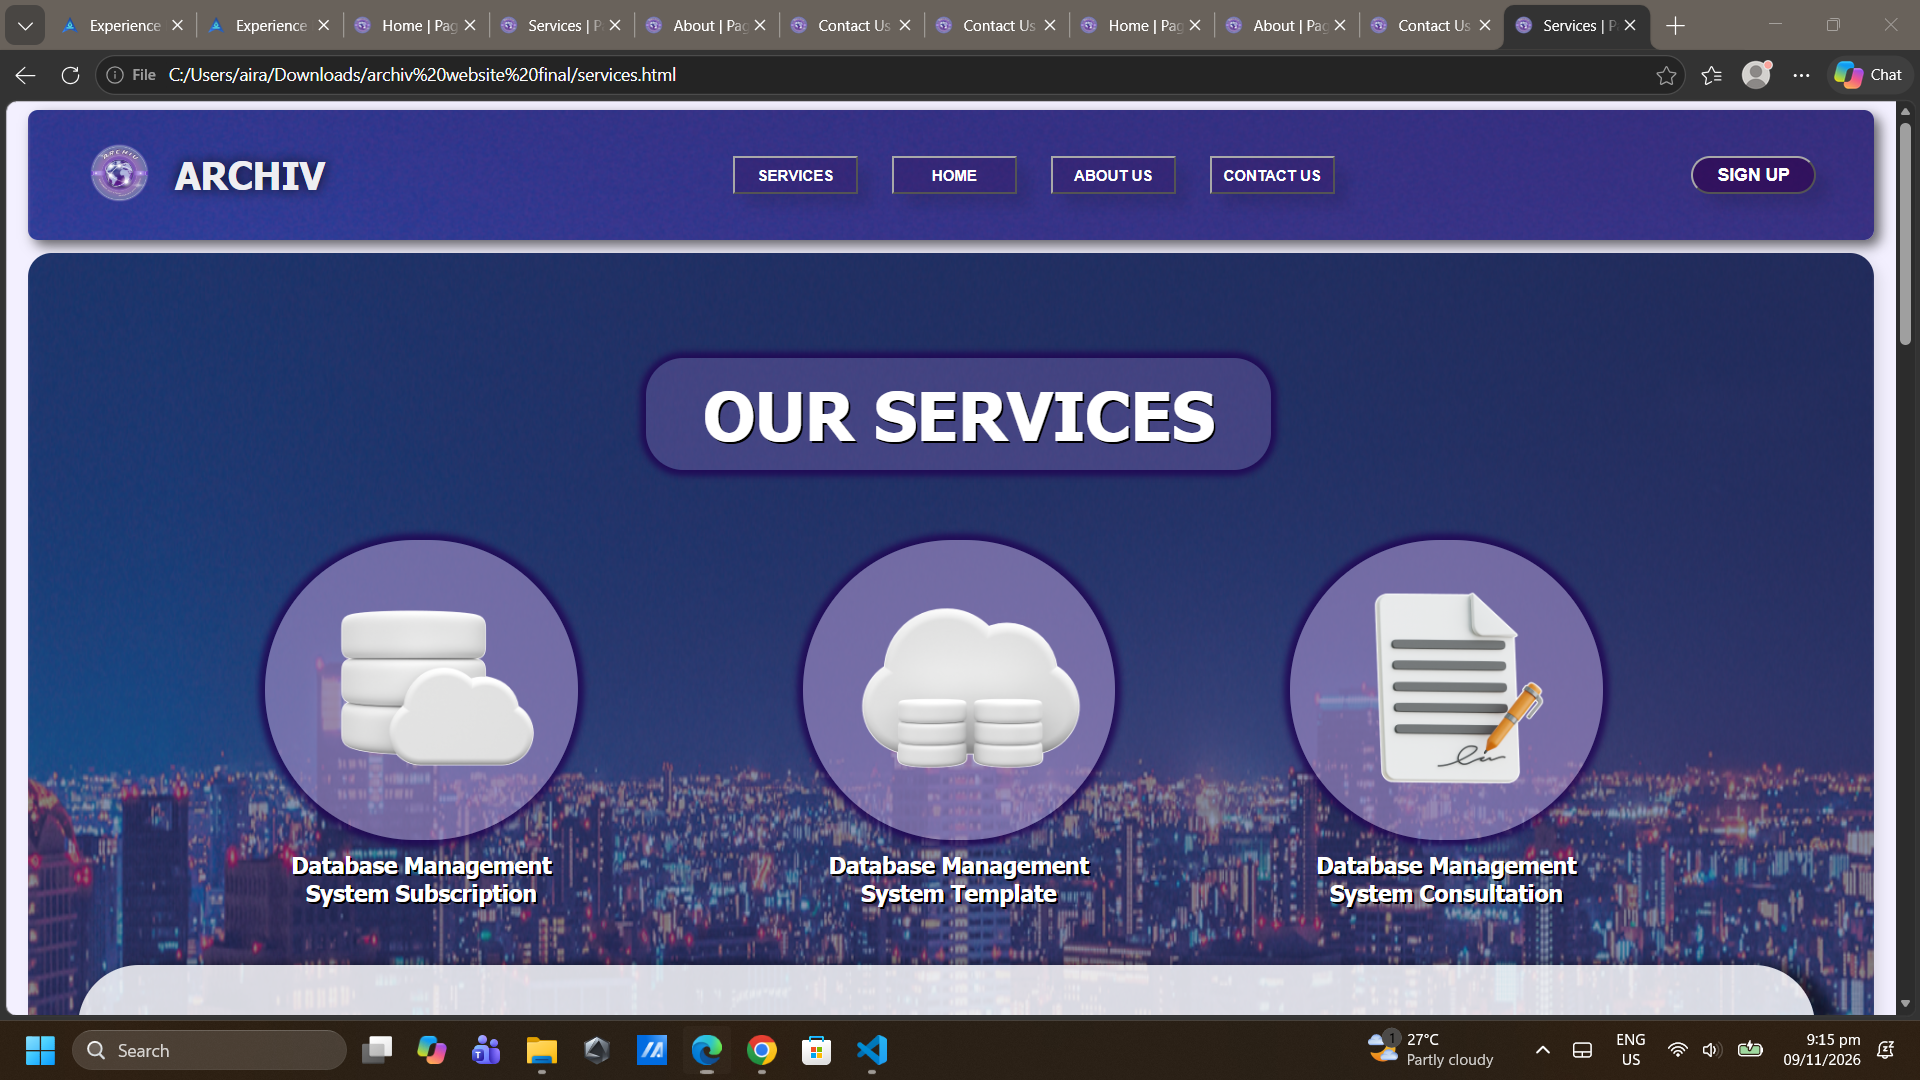 Experience
Experience
Home | Pag
Services | P
About | Pag
Contact Us
Contact Us
Home | Pag
About | Pag
Contact Us
Services | P
File
C:/Users/aira/Downloads/archiv%20website%20final/services.html
Chat
ARCHIV
ARCHIV
SERVICES
HOME
ABOUT US
CONTACT US
SIGN UP
OUR SERVICES
Database Management
System Subscription
Database Management
System Template
Database Management
System Consultation
Search
1
27°C
Partly cloudy
ENG
US
9:15 pm
09/11/2026